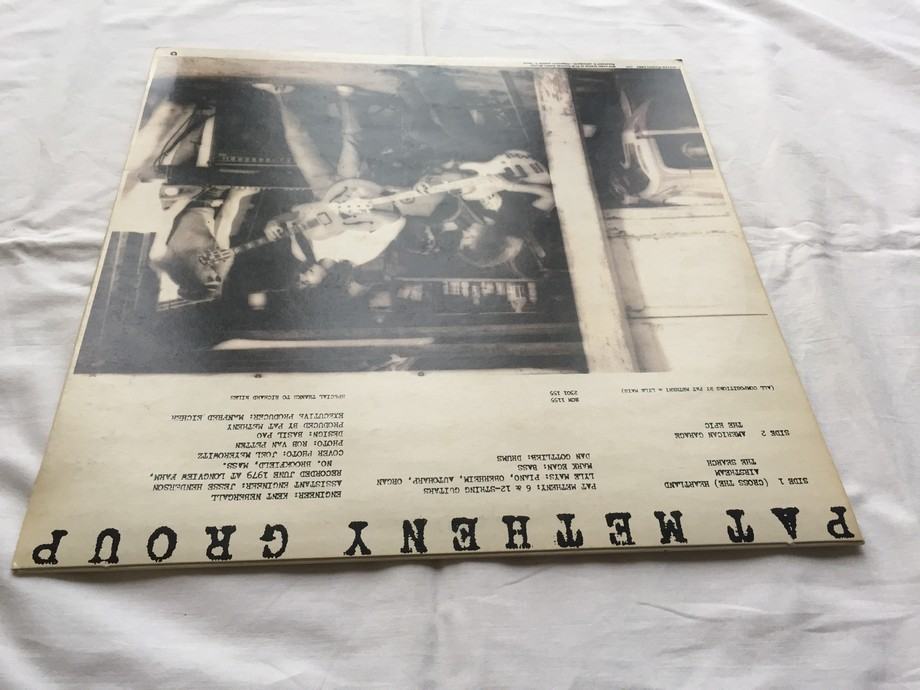 PAT METHENY GROUP
SIDE 1 (CROSS THE) HEARTLAND
AIRSTREAM
THE SEARCH
SIDE 2 AMERICAN GARAGE
THE EPIC
(ALL COMPOSITIONS BY PAT METHENY & LYLE MAYS)
PAT METHENY: 6 & 12-STRING GUITARS
LYLE MAYS: PIANO, OBERHEIM, AUTOHARP, ORGAN
MARK EGAN: BASS
DAN GOTTLIEB: DRUMS
ECM 1155
2301 155
ENGINEER: KENT NEBERGALL
ASSISTANT ENGINEER: JESSE HENDERSON
RECORDED JUNE 1979 AT LONGVIEW FARM,
NO. BROOKFIELD, MASS.
COVER PHOTO: JOEL MEYEROWITZ
PHOTO: ROB VAN PETTEN
DESIGN: BASIL PAO
PRODUCED BY PAT METHENY
EXECUTIVE PRODUCER: MANFRED EICHER
SPECIAL THANKS TO RICHARD NILES